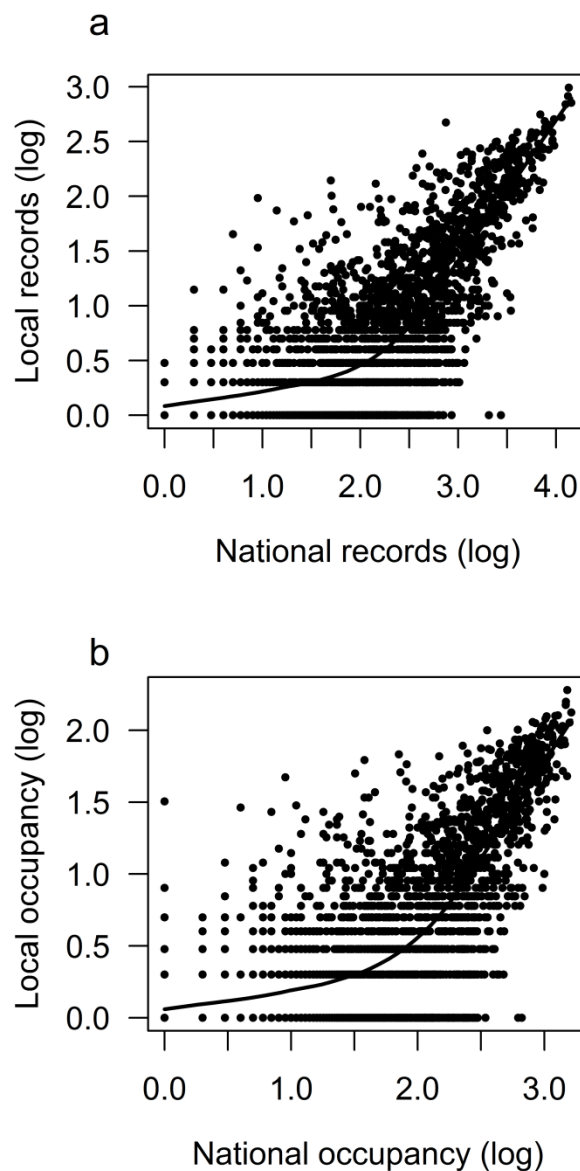 a
3.0
2.5
2.0
1.5
1.0
0.5
0.0
Local records (log)
0.0 1.0 2.0 3.0 4.0
National records (log)
b
2.0
1.5
1.0
0.5
0.0
Local occupancy (log)
0.0 1.0 2.0 3.0
National occupancy (log)